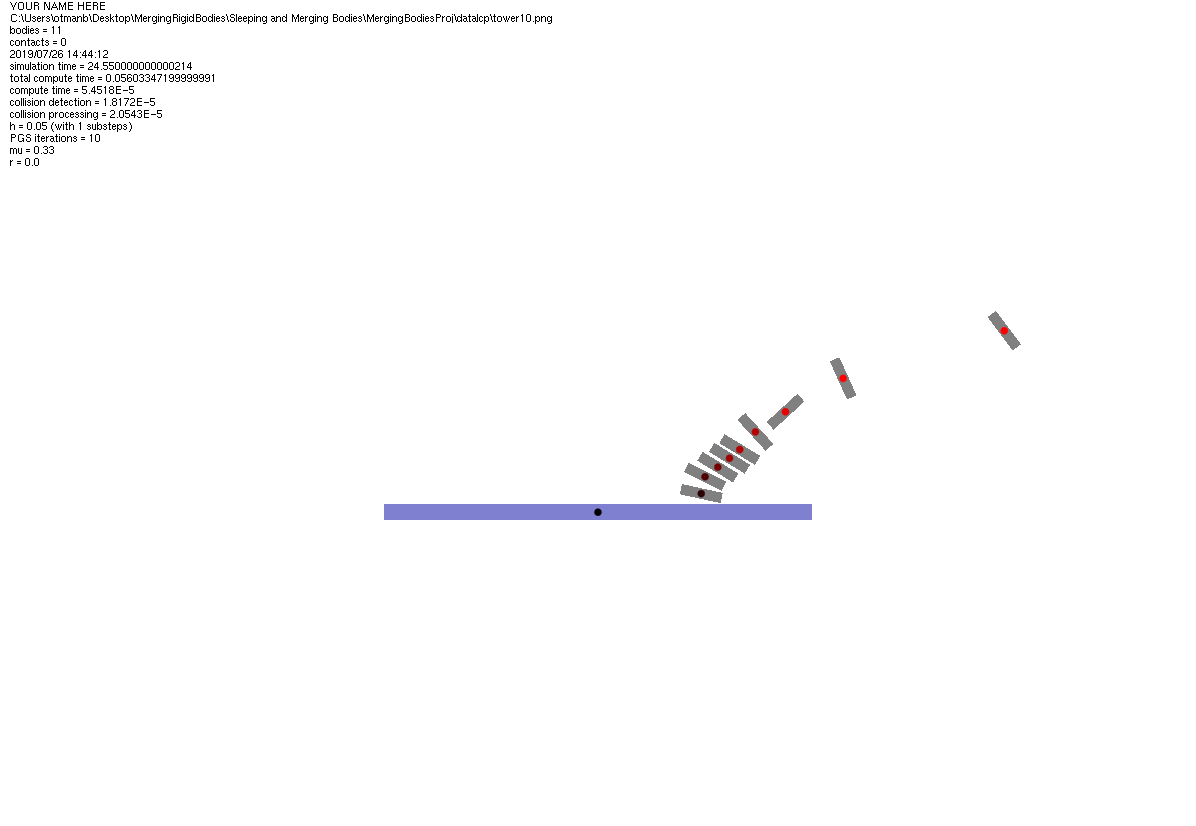 YOUR NAME HERE
C:\Users\otmanb\Desktop\MergingRigidBodies\Sleeping and Merging Bodies\MergingBodiesProj\datalcp\tower10.png
bodies = 11
contacts = 0
2019/07/26 14:44:12
simulation time = 24.550000000000214
total compute time = 0.05603347199999991
compute time = 5.4518E-5
collision detection = 1.8172E-5
collision processing = 2.0543E-5
h = 0.05 (with 1 substeps)
PGS iterations = 10
mu = 0.33
r = 0.0